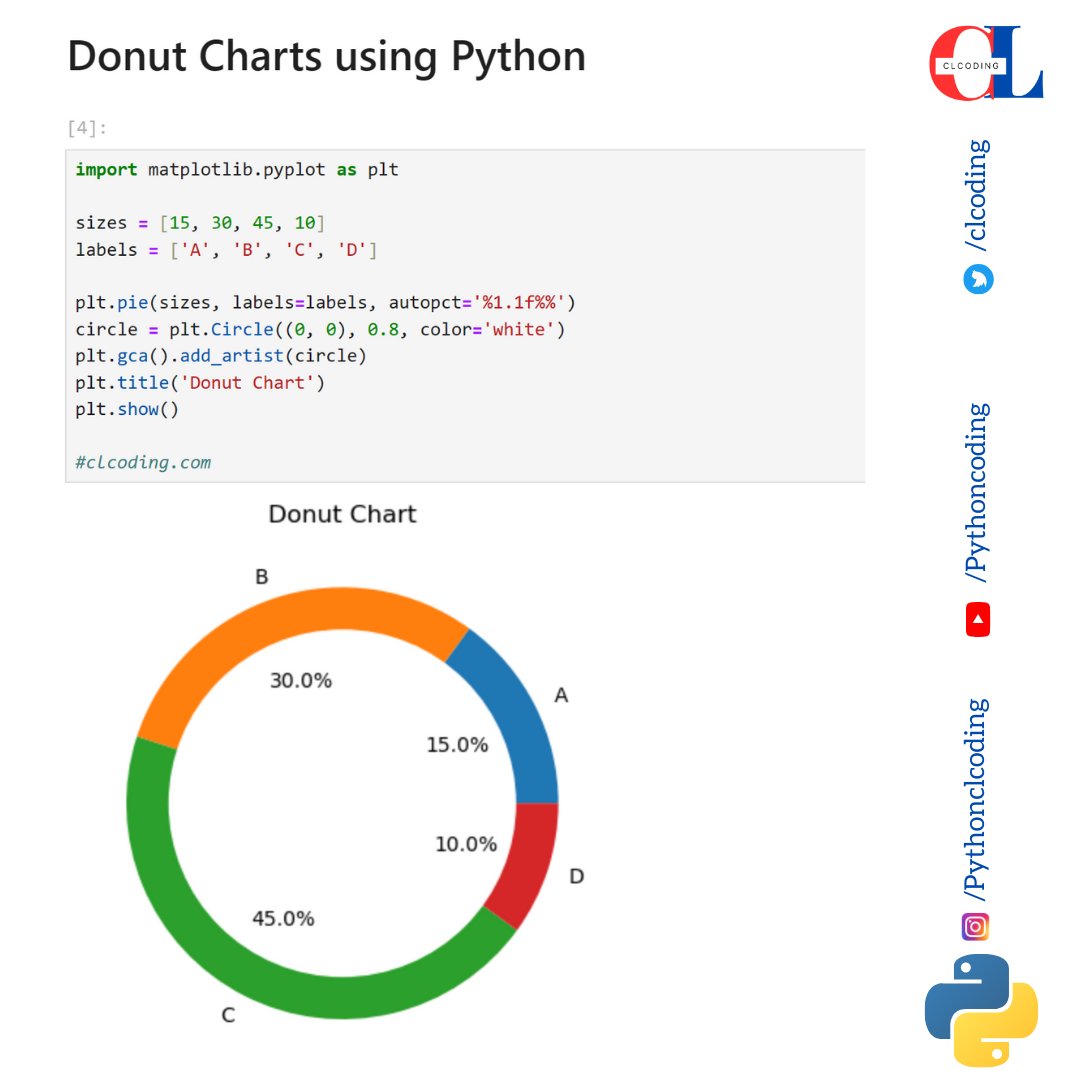 Donut Charts using Python
CLCODING
[4]:
import matplotlib.pyplot as plt
sizes = [15, 30, 45, 10]
labels = ['A', 'B', 'C', 'D']
plt.pie(sizes, labels=labels, autopct='%1.1f%%')
circle = plt.Circle((0, 0), 0.8, color='white')
plt.gca().add_artist(circle)
plt.title('Donut Chart')
plt.show()
#clcoding.com
Donut Chart
B
30.0%
A
15.0%
10.0%
D
45.0%
C
/clcoding
/Pythoncoding
/Pythonclcoding
CL